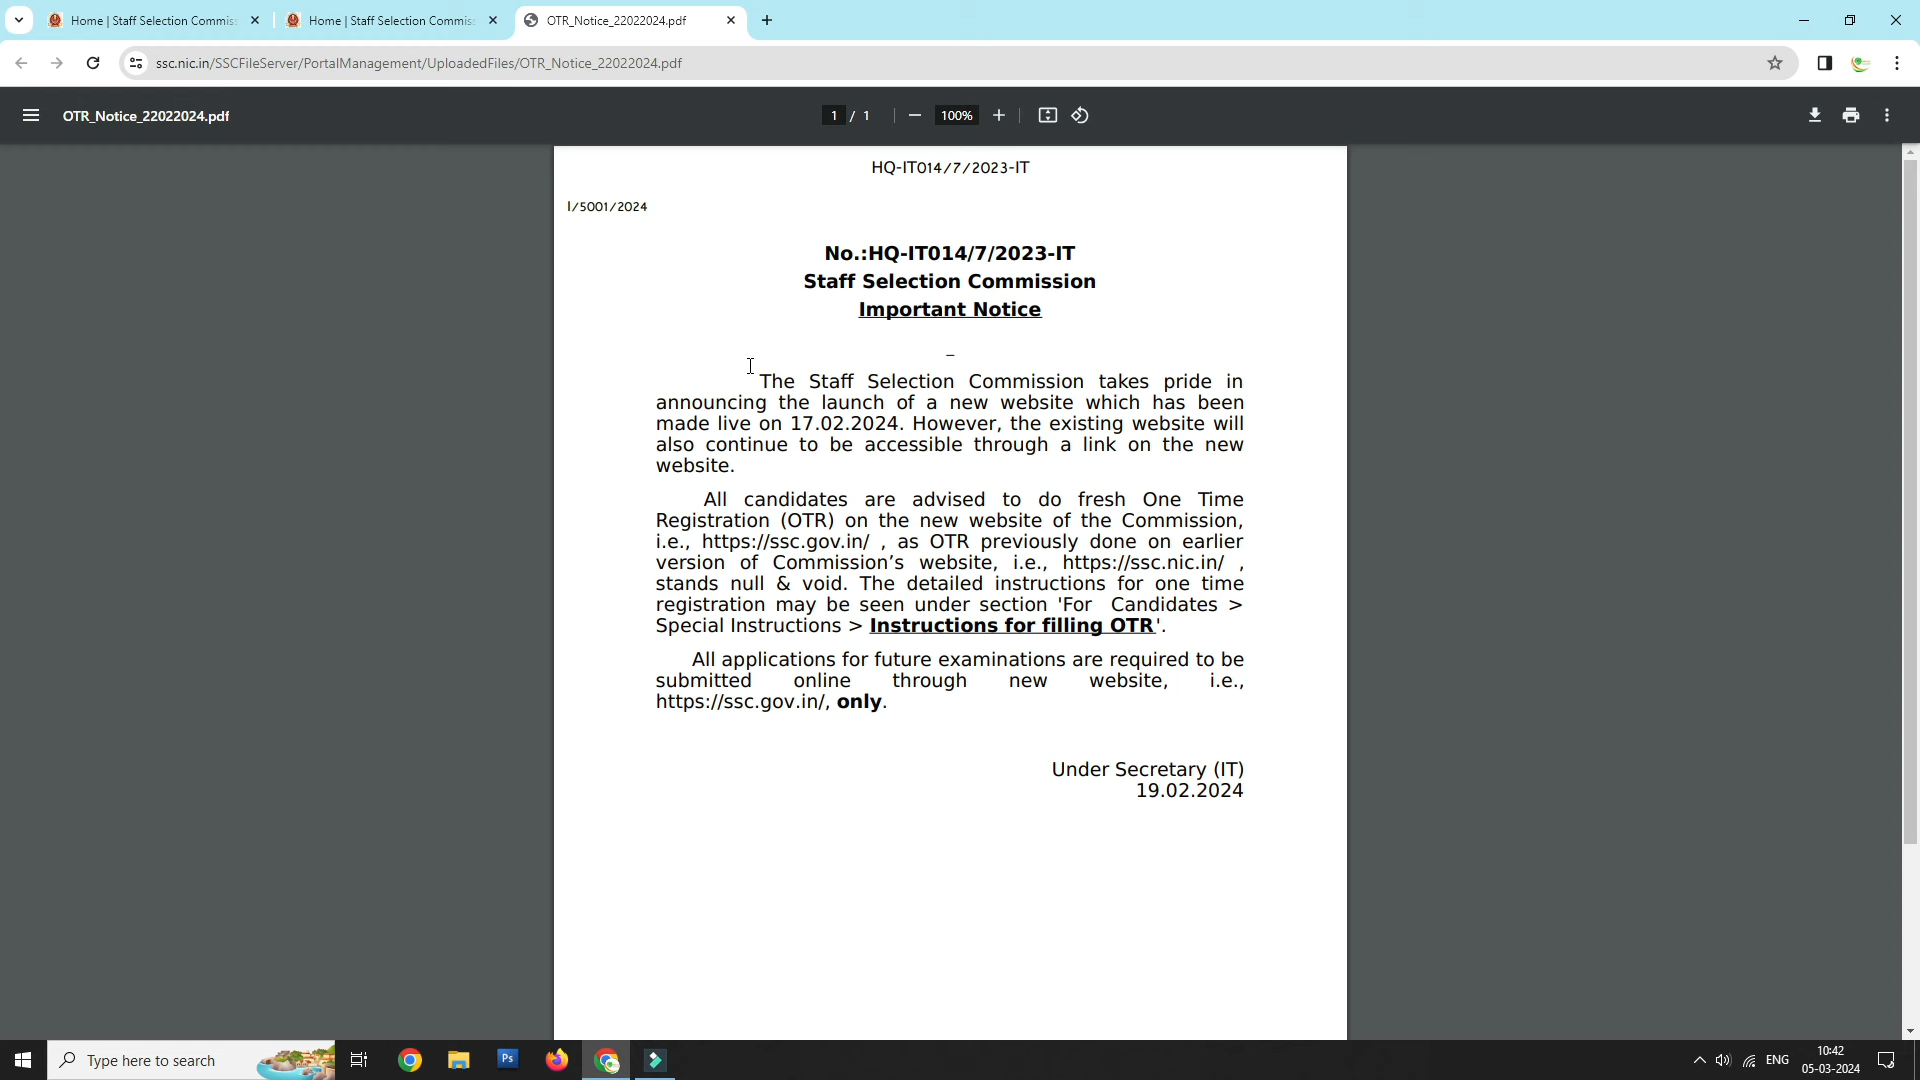 Home | Staff Selection Commis
Home | Staff Selection Commis
OTR_Notice_22022024.pdf
ssc.nic.in/SSCFileServer/PortalManagement/UploadedFiles/OTR_Notice_22022024.pdf
OTR_Notice_22022024.pdf
1 / 1
100%
HQ-IT014/7/2023-IT
I/5001/2024
No.:HQ-IT014/7/2023-IT
Staff Selection Commission
Important Notice
The Staff Selection Commission takes pride in
announcing the launch of a new website which has been
made live on 17.02.2024. However, the existing website will
also continue to be accessible through a link on the new
website.
All candidates are advised to do fresh One Time
Registration (OTR) on the new website of the Commission,
i.e., https://ssc.gov.in/ , as OTR previously done on earlier
version of Commission’s website, i.e., https://ssc.nic.in/ ,
stands null & void. The detailed instructions for one time
registration may be seen under section 'For Candidates >
Special Instructions > Instructions for filling OTR'.
All applications for future examinations are required to be
submitted online through new website, i.e.,
https://ssc.gov.in/, only.
Under Secretary (IT)
19.02.2024
Type here to search
Ps
ENG
10:42
05-03-2024